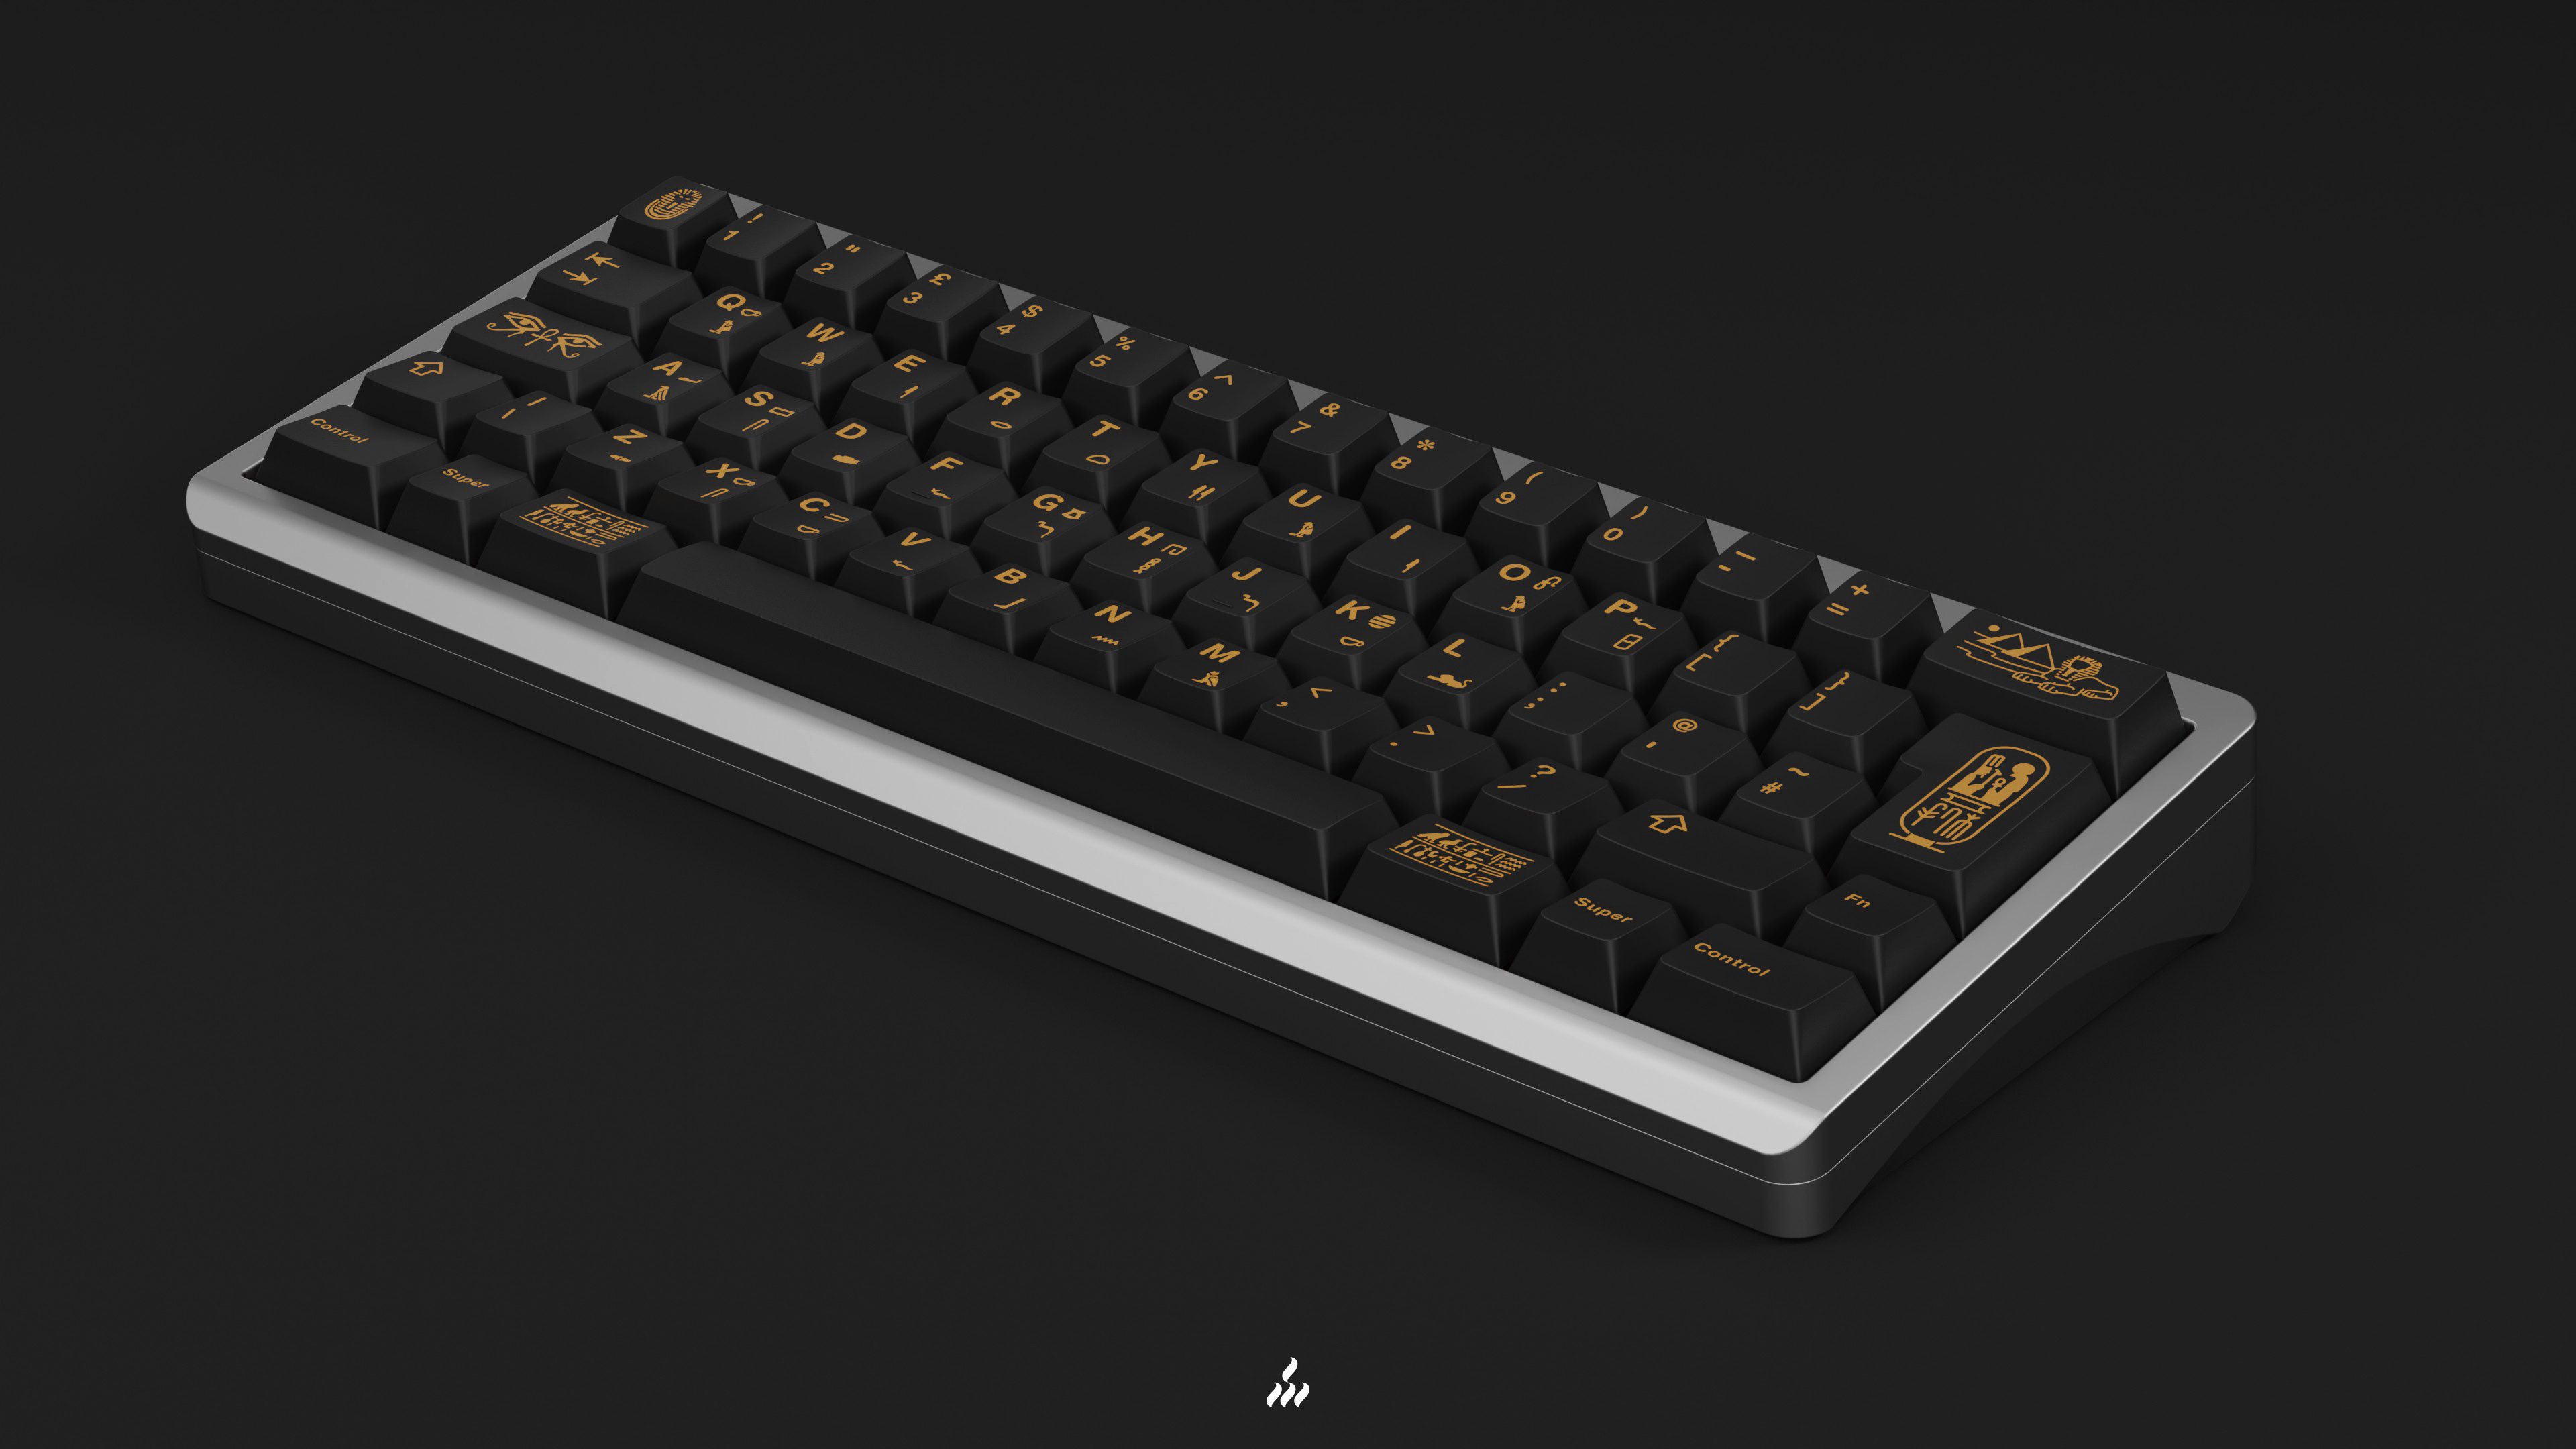 ! 1 " 2 £ 3 $ 4 % 5 ^ 6 & 7 * 8 ( 9 ) 0 _ - + =
Q W E R T Y U I O P { [ } ]
A S D F G H J K L : ; @ ' ~ #
Z X C V B N M < , > . ? /
Control Super Super Control Fn